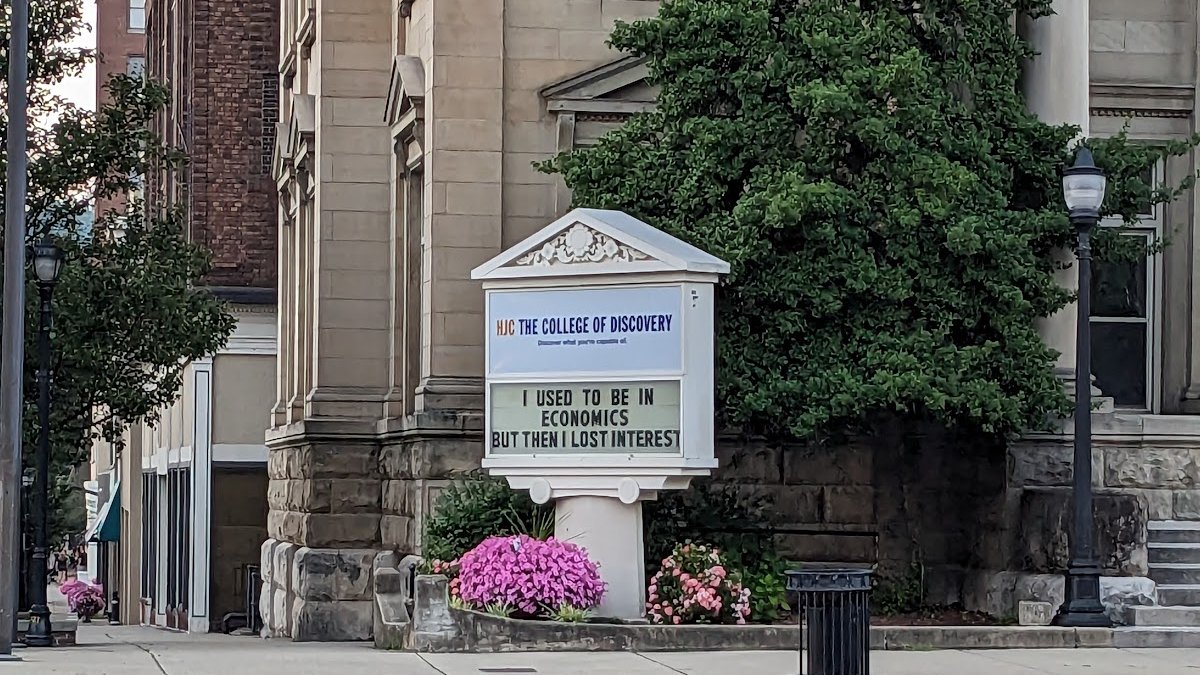 HJC THE COLLEGE OF DISCOVERY
Discover what you're capable of.
I USED TO BE IN
ECONOMICS
BUT THEN I LOST INTEREST